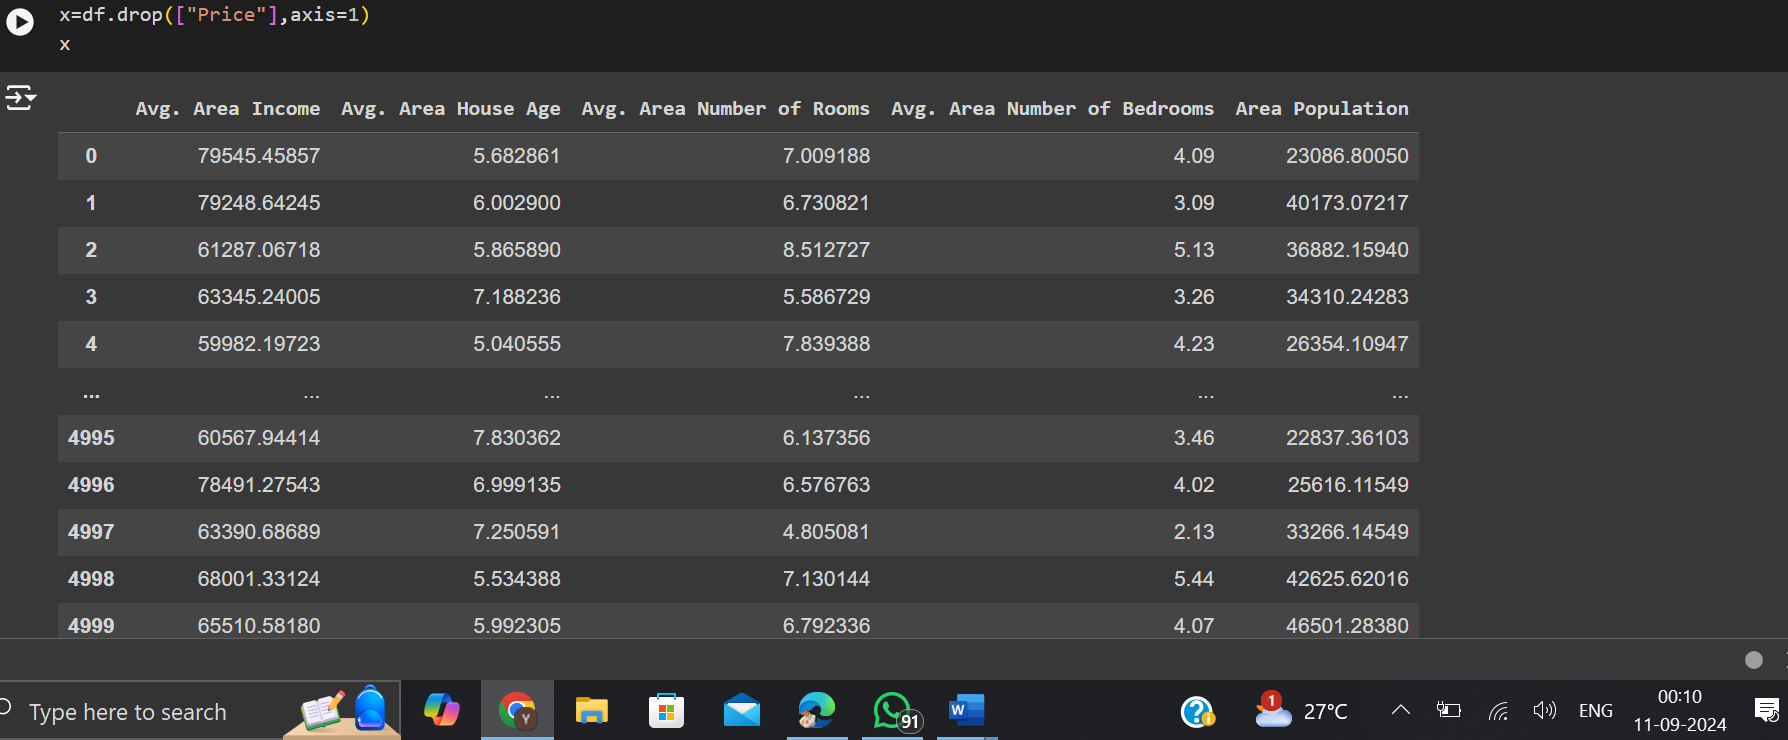 x=df.drop(["Price"],axis=1)
x
Avg. Area Income Avg. Area House Age Avg. Area Number of Rooms Avg. Area Number of Bedrooms Area Population
0 79545.45857 5.682861 7.009188 4.09 23086.80050
1 79248.64245 6.002900 6.730821 3.09 40173.07217
2 61287.06718 5.865890 8.512727 5.13 36882.15940
3 63345.24005 7.188236 5.586729 3.26 34310.24283
4 59982.19723 5.040555 7.839388 4.23 26354.10947
... ... ... ... ... ...
4995 60567.94414 7.830362 6.137356 3.46 22837.36103
4996 78491.27543 6.999135 6.576763 4.02 25616.11549
4997 63390.68689 7.250591 4.805081 2.13 33266.14549
4998 68001.33124 5.534388 7.130144 5.44 42625.62016
4999 65510.58180 5.992305 6.792336 4.07 46501.28380
Type here to search
Y
91
W
?
1
27°C
ENG
00:10
11-09-2024